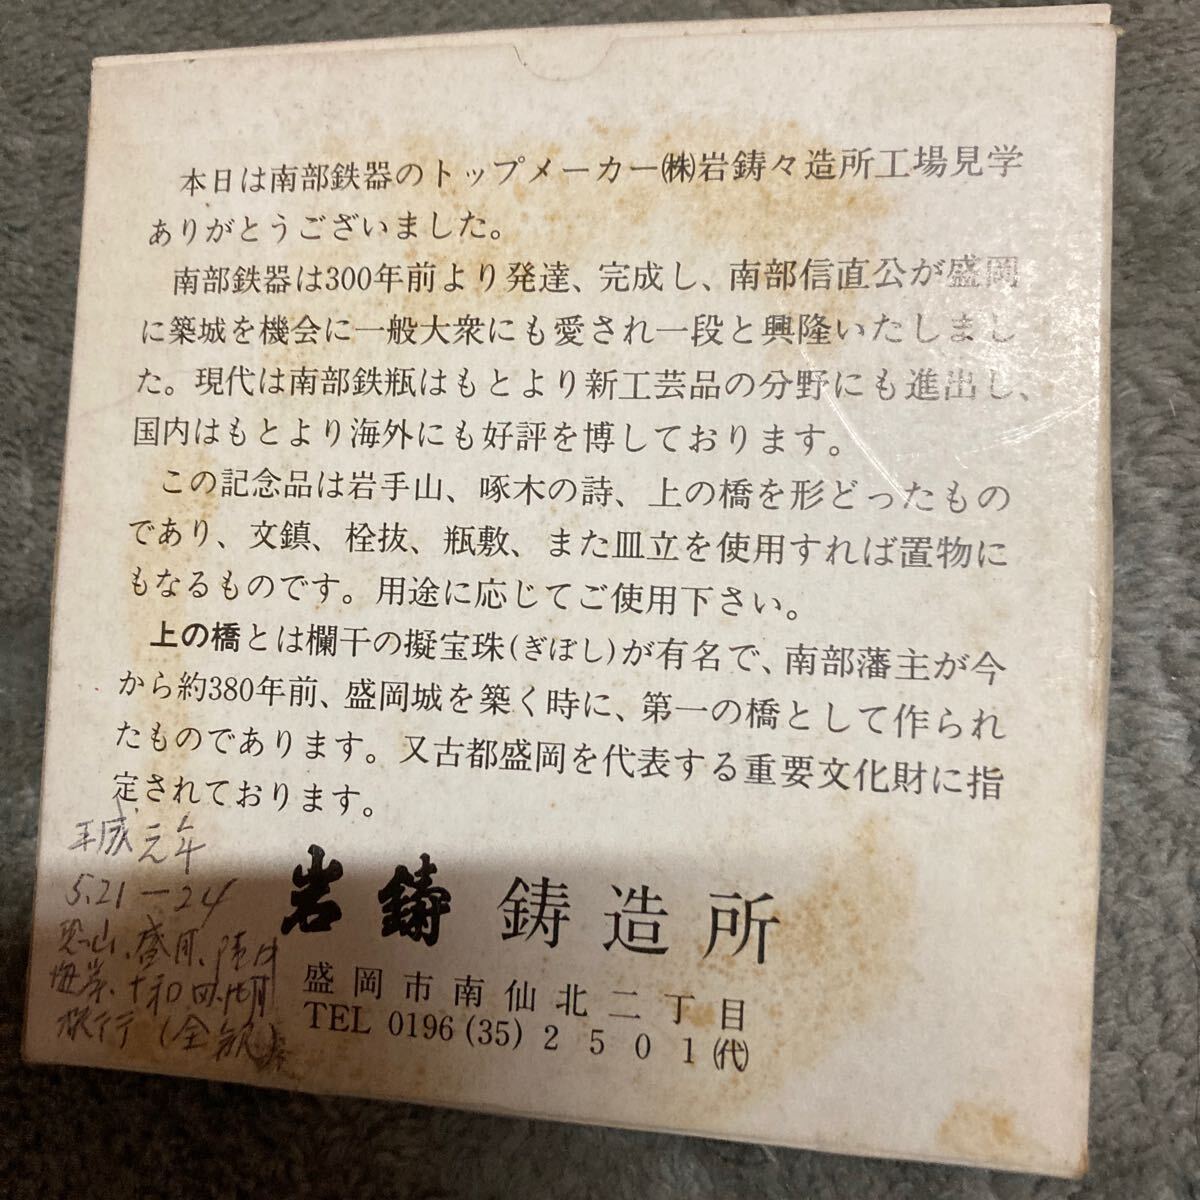 本日は南部鉄器のトップメーカー㈱岩鋳々造所工場見学
ありがとうございました。
南部鉄器は300年前より発達、完成し、南部信直公が盛岡
に築城を機会に一般大衆にも愛され一段と興隆いたしまし
た。現代は南部鉄瓶はもとより新工芸品の分野にも進出し、
国内はもとより海外にも好評を博しております。
この記念品は岩手山、啄木の詩、上の橋を形どったもの
であり、文鎮、栓抜、瓶敷、また皿立を使用すれば置物に
もなるものです。用途に応じてご使用下さい。
上の橋とは欄干の擬宝珠(ぎぼし)が有名で、南部藩主が今
から約380年前、盛岡城を築く時に、第一の橋として作られ
たものであります。又古都盛岡を代表する重要文化財に指
定されております。
平成元年
5.21—24
恐山、盛岡、陸中
海岸、十和田湖
旅行
岩鋳 鋳造所
盛岡市南仙北二丁目
TEL 0196 (35) 2501㈹